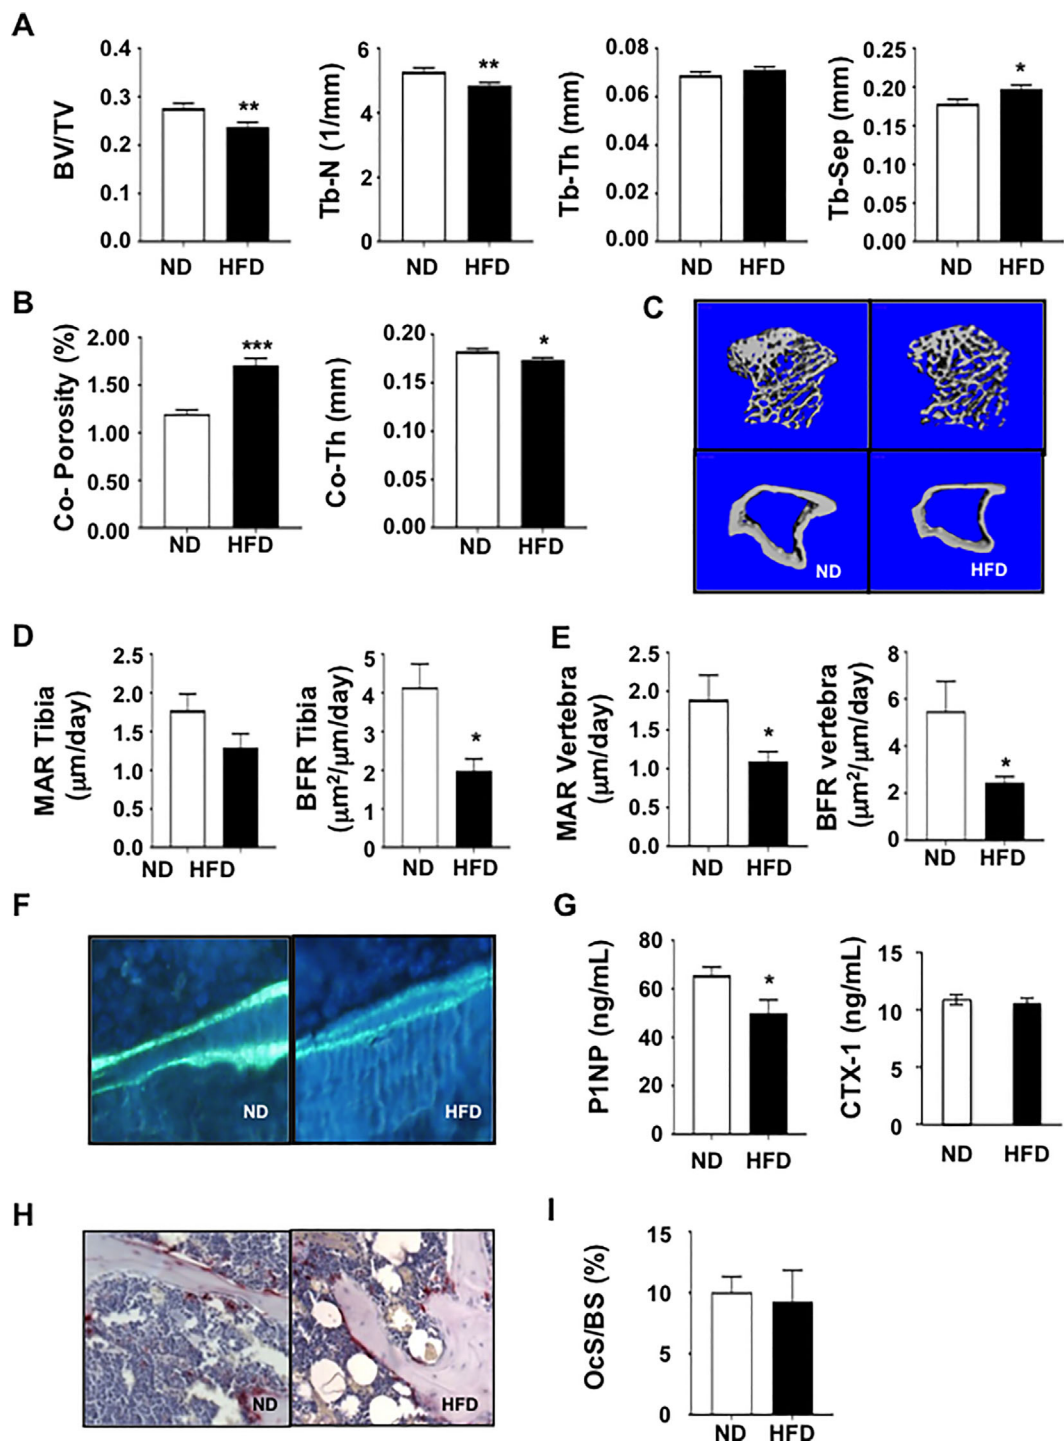 A
BV/TV
0.4
0.3
0.2
0.1
0.0
**
ND HFD
Tb-N (1/mm)
6
4
2
0
**
ND HFD
Tb-Th (mm)
0.08
0.06
0.04
0.02
0.00
ND HFD
Tb-Sep (mm)
0.25
0.20
0.15
0.10
0.05
0.00
*
ND HFD
B
Co- Porosity (%)
2.00
1.50
1.00
0.50
0.00
***
ND HFD
Co-Th (mm)
0.20
0.15
0.10
0.05
0.00
*
ND HFD
C
ND
HFD
D
MAR Tibia
(μm/day)
2.5
2.0
1.5
1.0
0.5
0.0
ND HFD
BFR Tibia
(μm²/μm/day)
5
4
3
2
1
0
*
ND HFD
E
MAR Vertebra
(μm/day)
2.5
2.0
1.5
1.0
0.5
0.0
*
ND HFD
BFR vertebra
(μm²/μm/day)
8
6
4
2
0
*
ND HFD
F
ND
HFD
G
P1NP (ng/mL)
80
60
40
20
0
*
ND HFD
CTX-1 (ng/mL)
15
10
5
0
ND HFD
H
ND
HFD
I
OcS/BS (%)
15
10
5
0
ND HFD